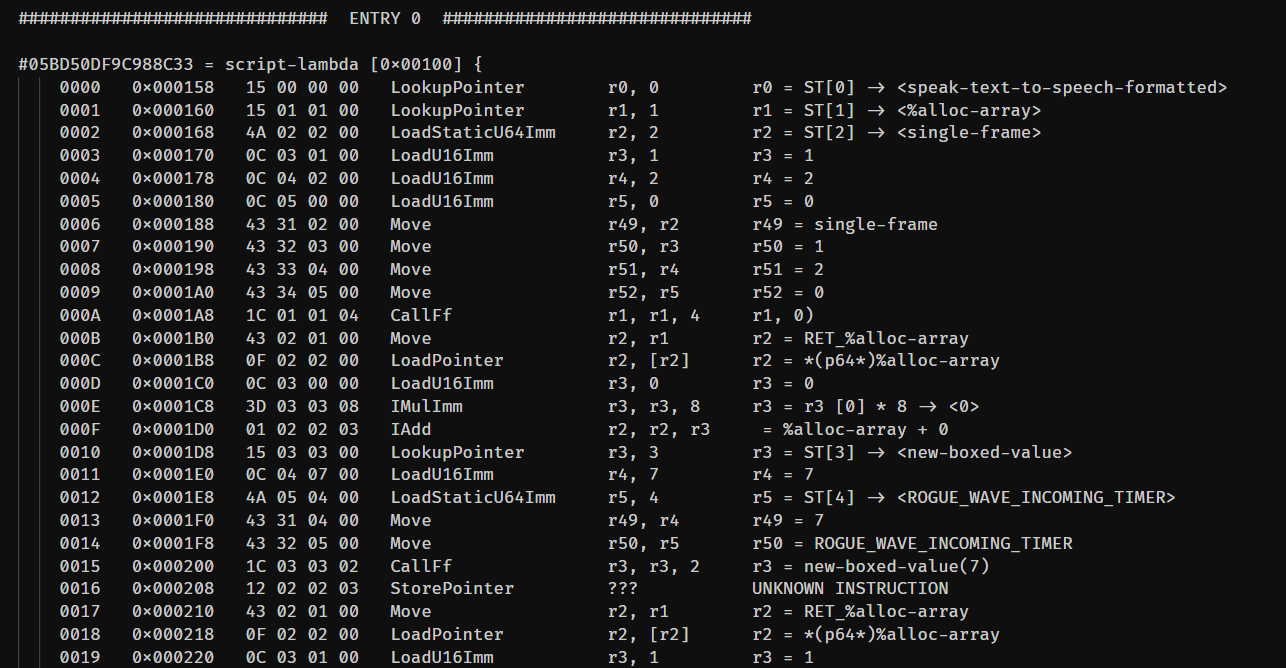 ############################## ENTRY 0 ##############################
#05BD50DF9C988C33 = script-lambda [0×00100] {
0000 0×000158 15 00 00 00 LookupPointer r0, 0 r0 = ST[0] → <speak-text-to-speech-formatted>
0001 0×000160 15 01 01 00 LookupPointer r1, 1 r1 = ST[1] → <%alloc-array>
0002 0×000168 4A 02 02 00 LoadStaticU64Imm r2, 2 r2 = ST[2] → <single-frame>
0003 0×000170 0C 03 01 00 LoadU16Imm r3, 1 r3 = 1
0004 0×000178 0C 04 02 00 LoadU16Imm r4, 2 r4 = 2
0005 0×000180 0C 05 00 00 LoadU16Imm r5, 0 r5 = 0
0006 0×000188 43 31 02 00 Move r49, r2 r49 = single-frame
0007 0×000190 43 32 03 00 Move r50, r3 r50 = 1
0008 0×000198 43 33 04 00 Move r51, r4 r51 = 2
0009 0×0001A0 43 34 05 00 Move r52, r5 r52 = 0
000A 0×0001A8 1C 01 01 04 CallFf r1, r1, 4 r1, 0)
000B 0×0001B0 43 02 01 00 Move r2, r1 r2 = RET_%alloc-array
000C 0×0001B8 0F 02 02 00 LoadPointer r2, [r2] r2 = *(p64*)%alloc-array
000D 0×0001C0 0C 03 00 00 LoadU16Imm r3, 0 r3 = 0
000E 0×0001C8 3D 03 03 08 IMulImm r3, r3, 8 r3 = r3 [0] * 8 → <0>
000F 0×0001D0 01 02 02 03 IAdd r2, r2, r3 = %alloc-array + 0
0010 0×0001D8 15 03 03 00 LookupPointer r3, 3 r3 = ST[3] → <new-boxed-value>
0011 0×0001E0 0C 04 07 00 LoadU16Imm r4, 7 r4 = 7
0012 0×0001E8 4A 05 04 00 LoadStaticU64Imm r5, 4 r5 = ST[4] → <ROGUE_WAVE_INCOMING_TIMER>
0013 0×0001F0 43 31 04 00 Move r49, r4 r49 = 7
0014 0×0001F8 43 32 05 00 Move r50, r5 r50 = ROGUE_WAVE_INCOMING_TIMER
0015 0×000200 1C 03 03 02 CallFf r3, r3, 2 r3 = new-boxed-value(7)
0016 0×000208 12 02 02 03 StorePointer ??? UNKNOWN INSTRUCTION
0017 0×000210 43 02 01 00 Move r2, r1 r2 = RET_%alloc-array
0018 0×000218 0F 02 02 00 LoadPointer r2, [r2] r2 = *(p64*)%alloc-array
0019 0×000220 0C 03 01 00 LoadU16Imm r3, 1 r3 = 1